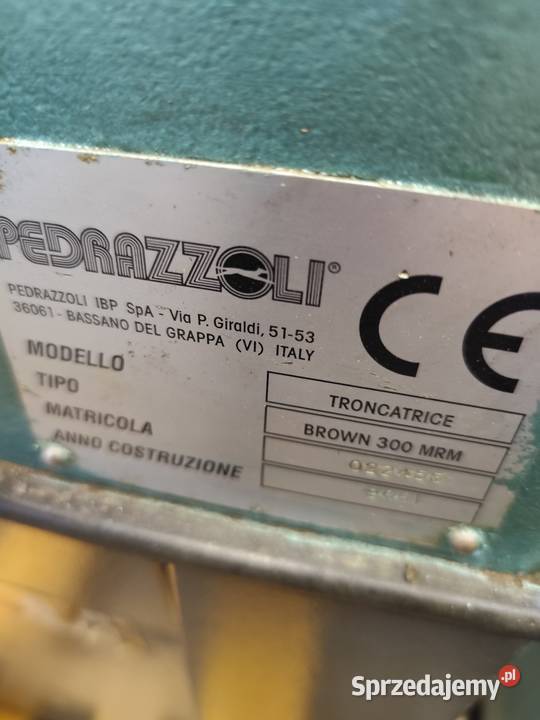 PEDRAZZOLI®
PEDRAZZOLI IBP SpA - Via P. Giraldi, 51-53
36061 - BASSANO DEL GRAPPA (VI) ITALY
CE
MODELLO TRONCATRICE
TIPO BROWN 300 MRM
MATRICOLA
ANNO COSTRUZIONE
Sprzedajemy.pl